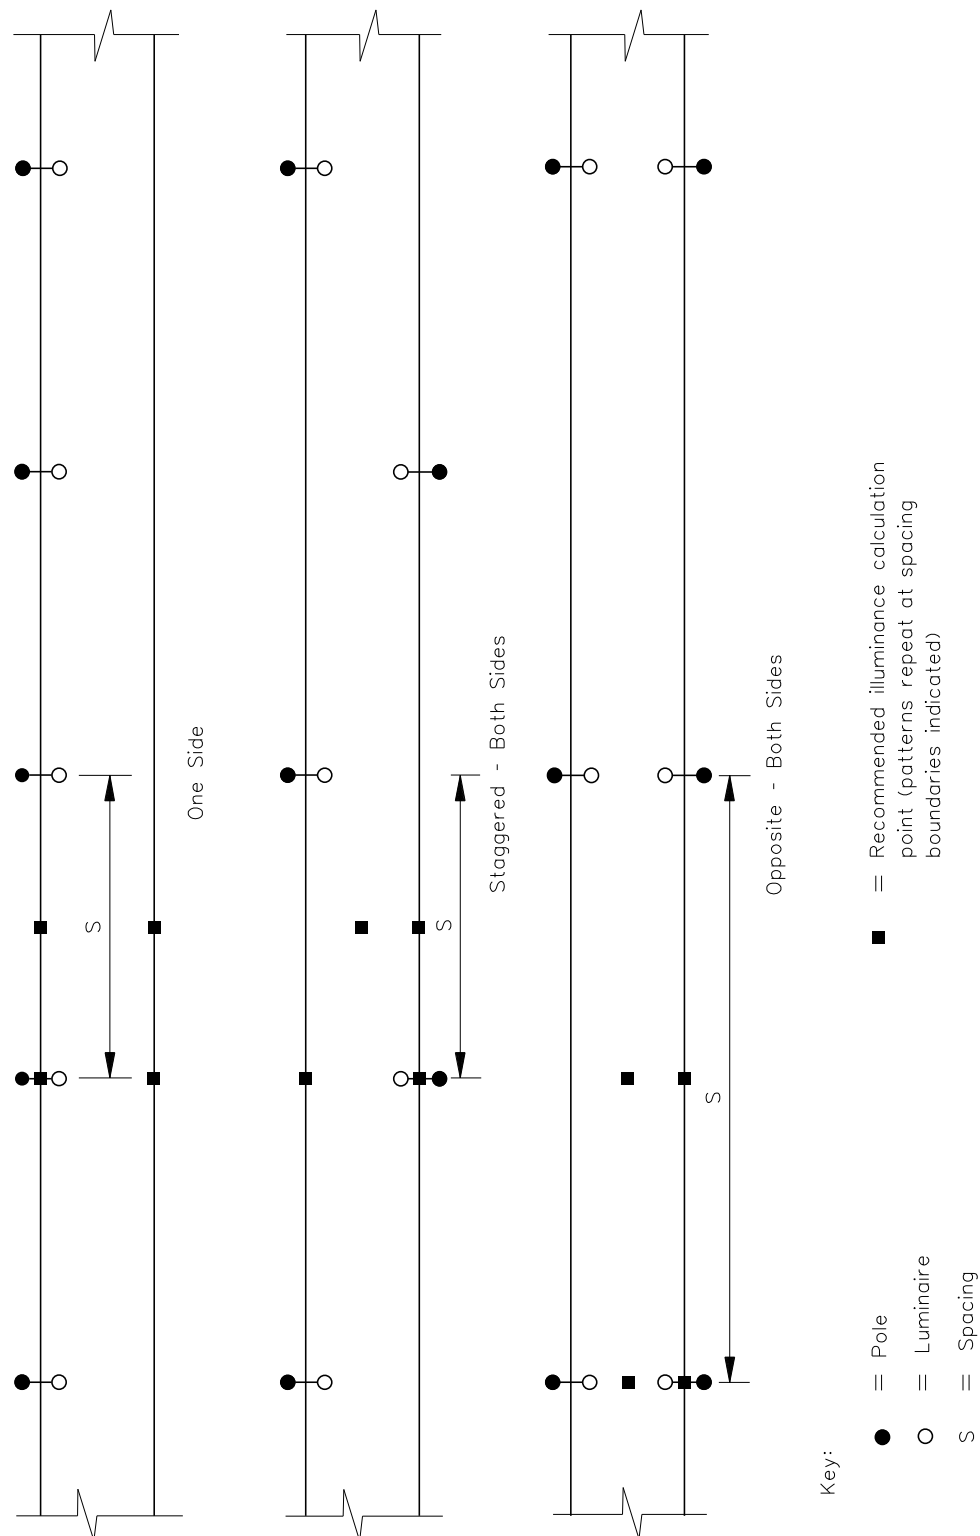 S
One Side
S
Staggered - Both Sides
S
Opposite - Both Sides
Key:
= Pole
= Luminaire
S = Spacing
= Recommended illuminance calculation
point (patterns repeat at spacing
boundaries indicated)